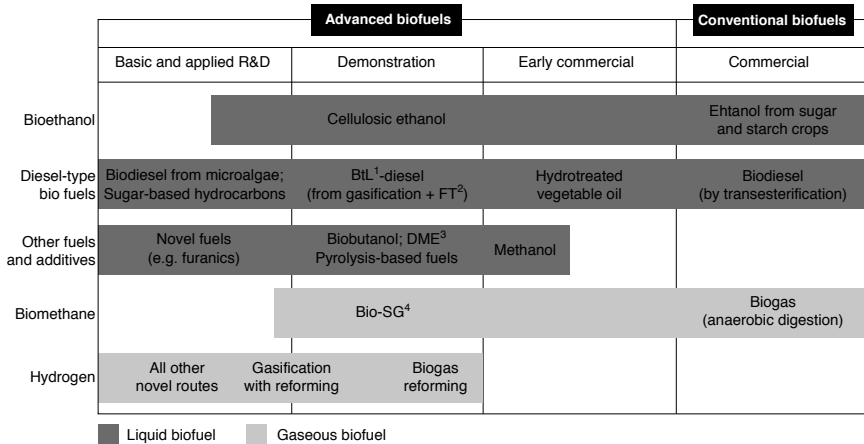 Advanced biofuels
Conventional biofuels
Basic and applied R&D
Demonstration
Early commercial
Commercial
Bioethanol
Cellulosic ethanol
Ehtanol from sugar
and starch crops
Diesel-type
bio fuels
Biodiesel from microalgae;
Sugar-based hydrocarbons
BtL¹-diesel
(from gasification + FT²)
Hydrotreated
vegetable oil
Biodiesel
(by transesterification)
Other fuels
and additives
Novel fuels
(e.g. furanics)
Biobutanol; DME³
Pyrolysis-based fuels
Methanol
Biomethane
Bio-SG⁴
Biogas
(anaerobic digestion)
Hydrogen
All other
novel routes
Gasification
with reforming
Biogas
reforming
Liquid biofuel
Gaseous biofuel